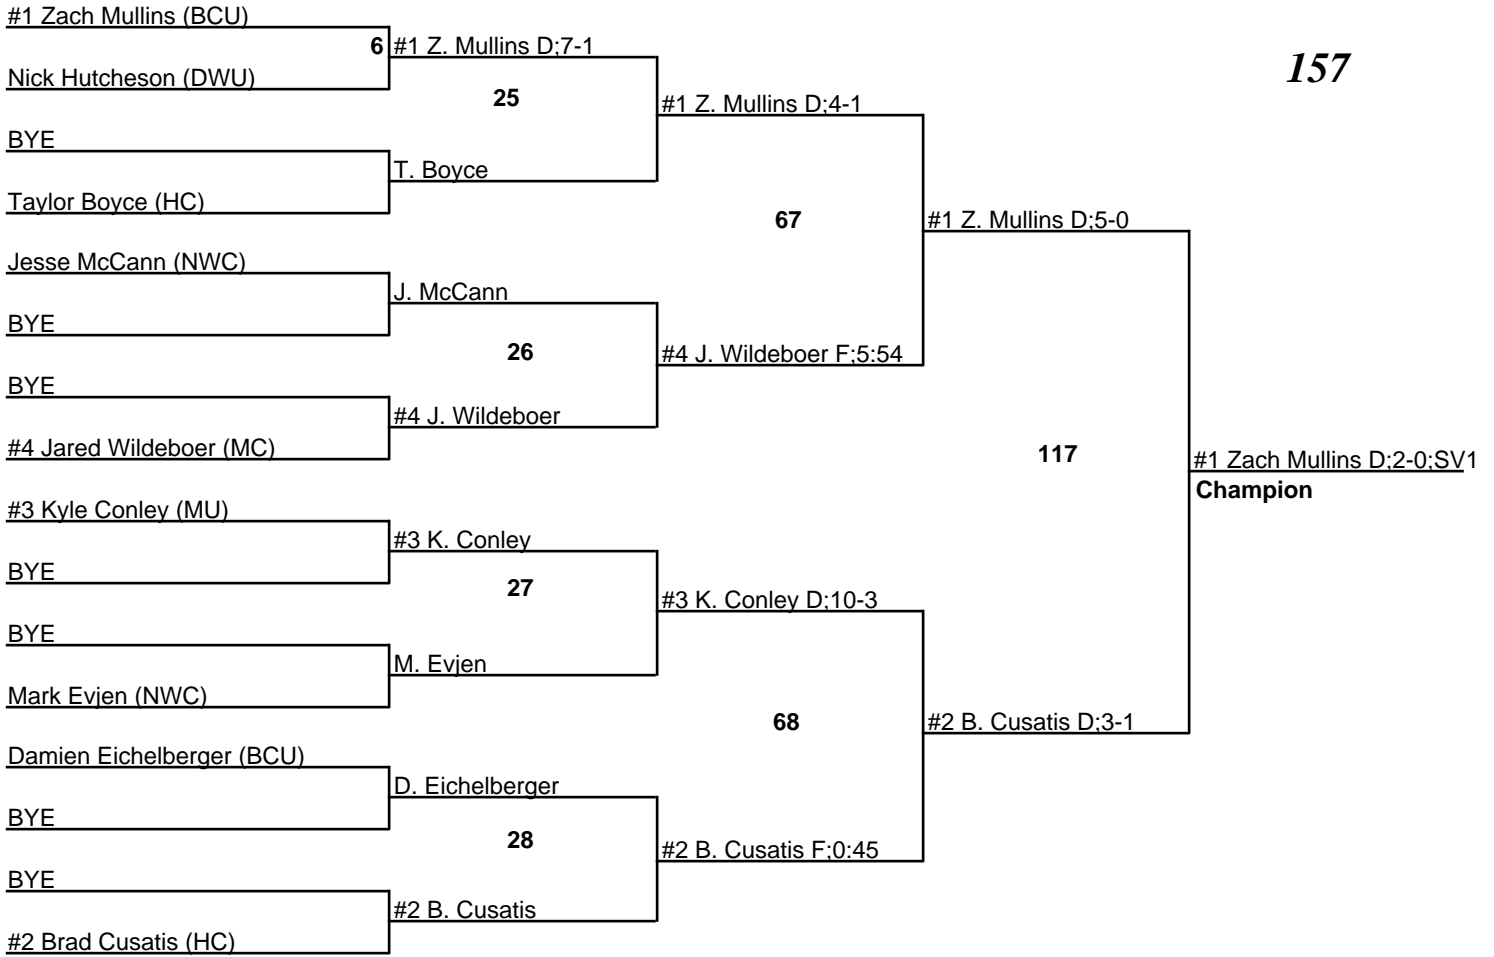 #1 Zach Mullins (BCU)
6 #1 Z. Mullins D;7-1
157
Nick Hutcheson (DWU)
25
#1 Z. Mullins D;4-1
BYE
T. Boyce
Taylor Boyce (HC)
67
#1 Z. Mullins D;5-0
Jesse McCann (NWC)
J. McCann
BYE
26
#4 J. Wildeboer F;5:54
BYE
#4 J. Wildeboer
#4 Jared Wildeboer (MC)
117
#1 Zach Mullins D;2-0;SV1
Champion
#3 Kyle Conley (MU)
#3 K. Conley
BYE
27
#3 K. Conley D;10-3
BYE
M. Evjen
Mark Evjen (NWC)
68
#2 B. Cusatis D;3-1
Damien Eichelberger (BCU)
D. Eichelberger
BYE
28
#2 B. Cusatis F;0:45
BYE
#2 B. Cusatis
#2 Brad Cusatis (HC)